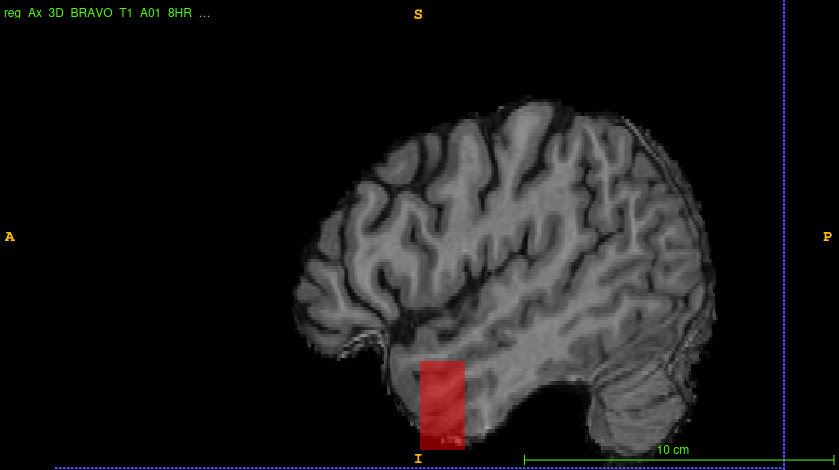 reg Ax 3D BRAVO T1 A01 8HR ...
S
A
P
I
10 cm